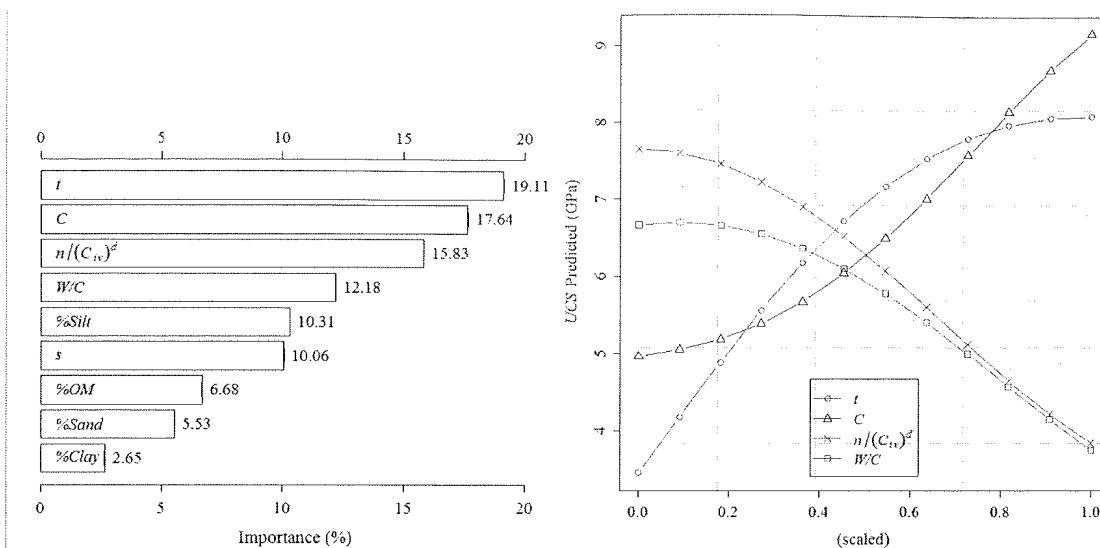 0 5 10 15 20
t 19.11
C 17.64
n/(C_iv)^d 15.83
W/C 12.18
%Silt 10.31
s 10.06
%OM 6.68
%Sand 5.53
%Clay 2.65
0 5 10 15 20
Importance (%)
UCS Predicted (GPa)
9
8
7
6
5
4
t
C
n/(C_iv)^d
W/C
0.0 0.2 0.4 0.6 0.8 1.0
(scaled)